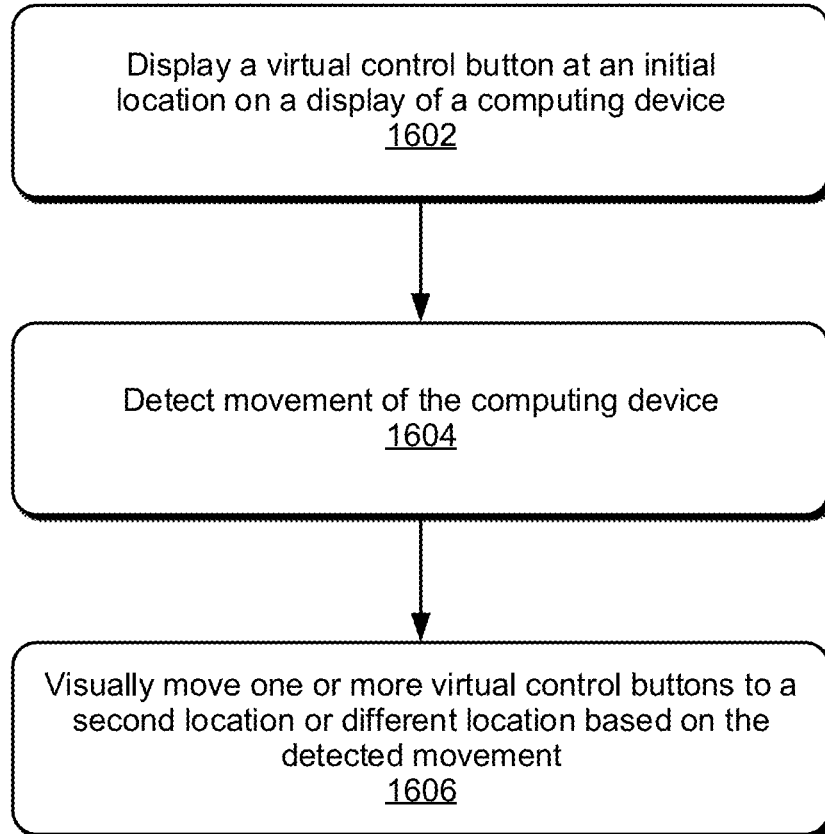 Display a virtual control button at an initial
location on a display of a computing device
1602
Detect movement of the computing device
1604
Visually move one or more virtual control buttons to a
second location or different location based on the
detected movement
1606